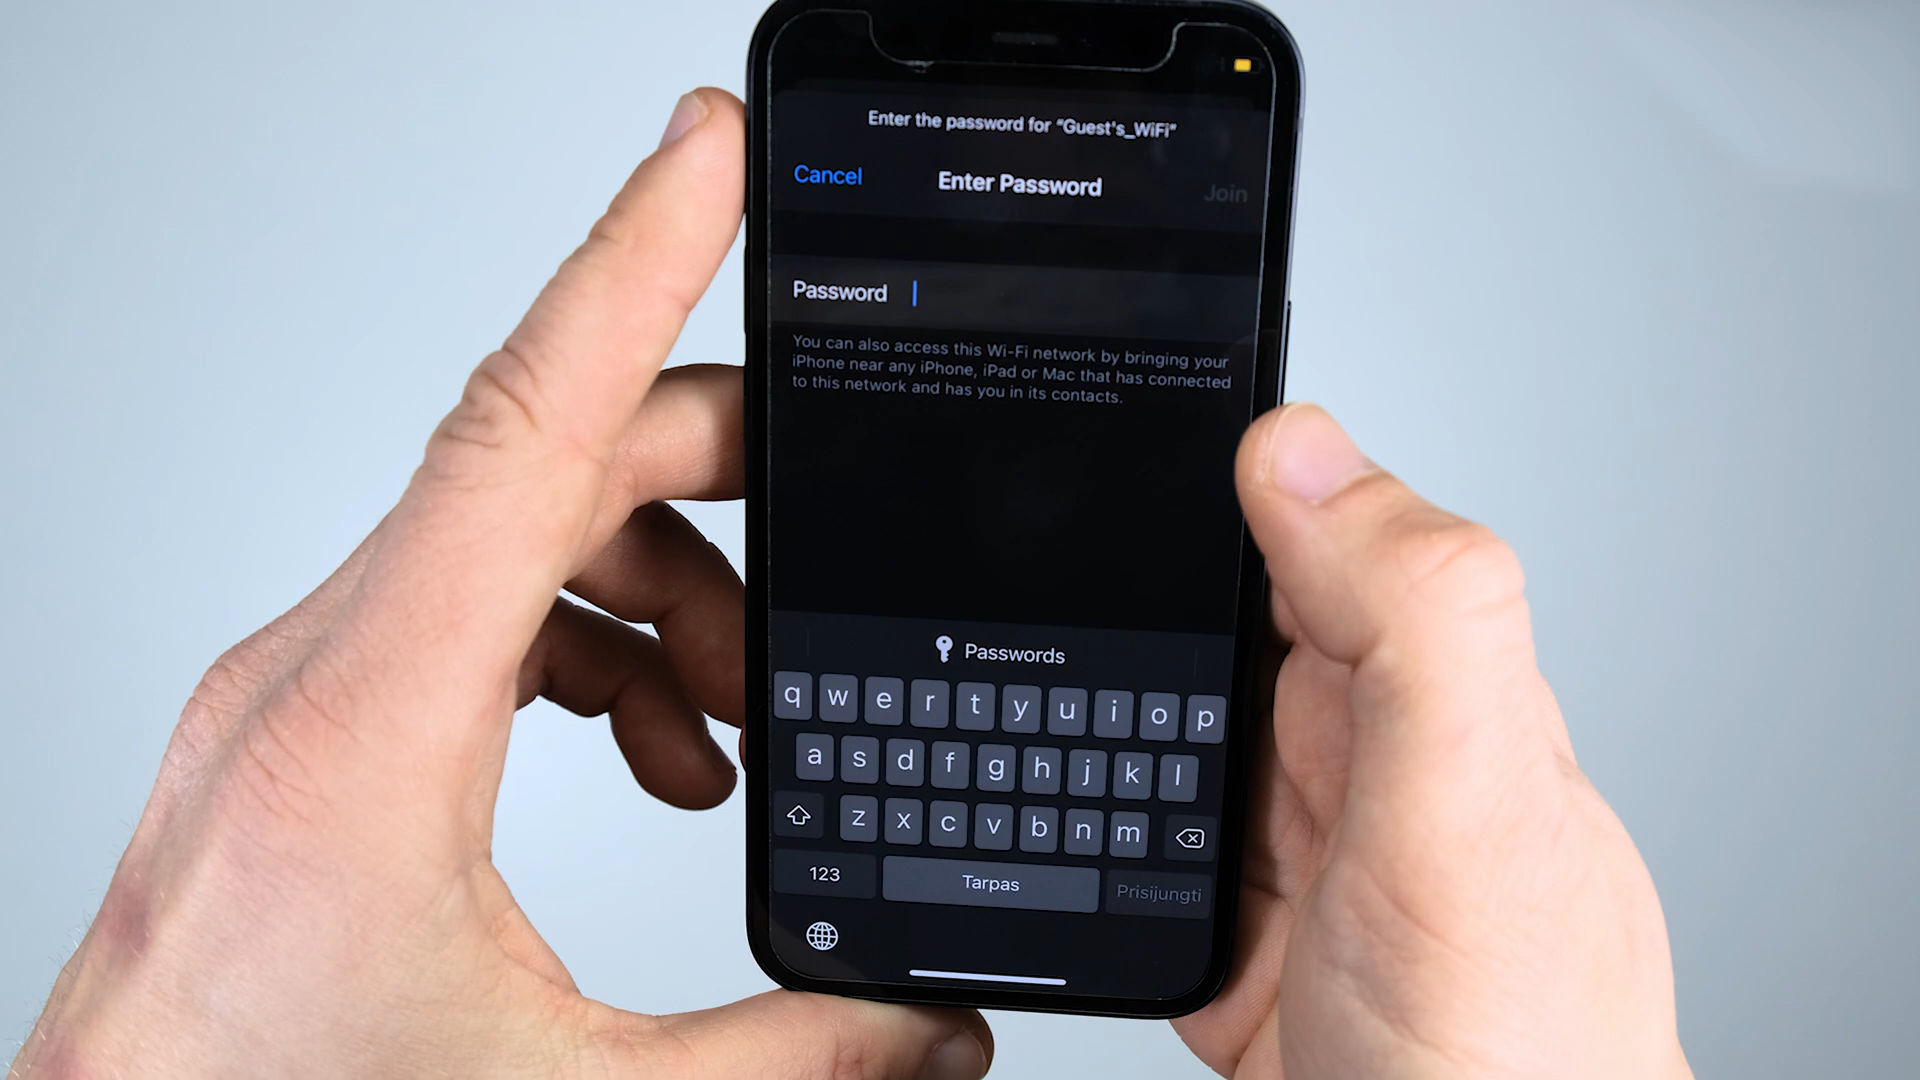 Enter the password for “Guest's_WiFi”
Cancel Enter Password Join
Password
You can also access this Wi-Fi network by bringing your
iPhone near any iPhone, iPad or Mac that has connected
to this network and has you in its contacts.
Passwords
q w e r t y u i o p
a s d f g h j k l
z x c v b n m
123 Tarpas Prisijungti